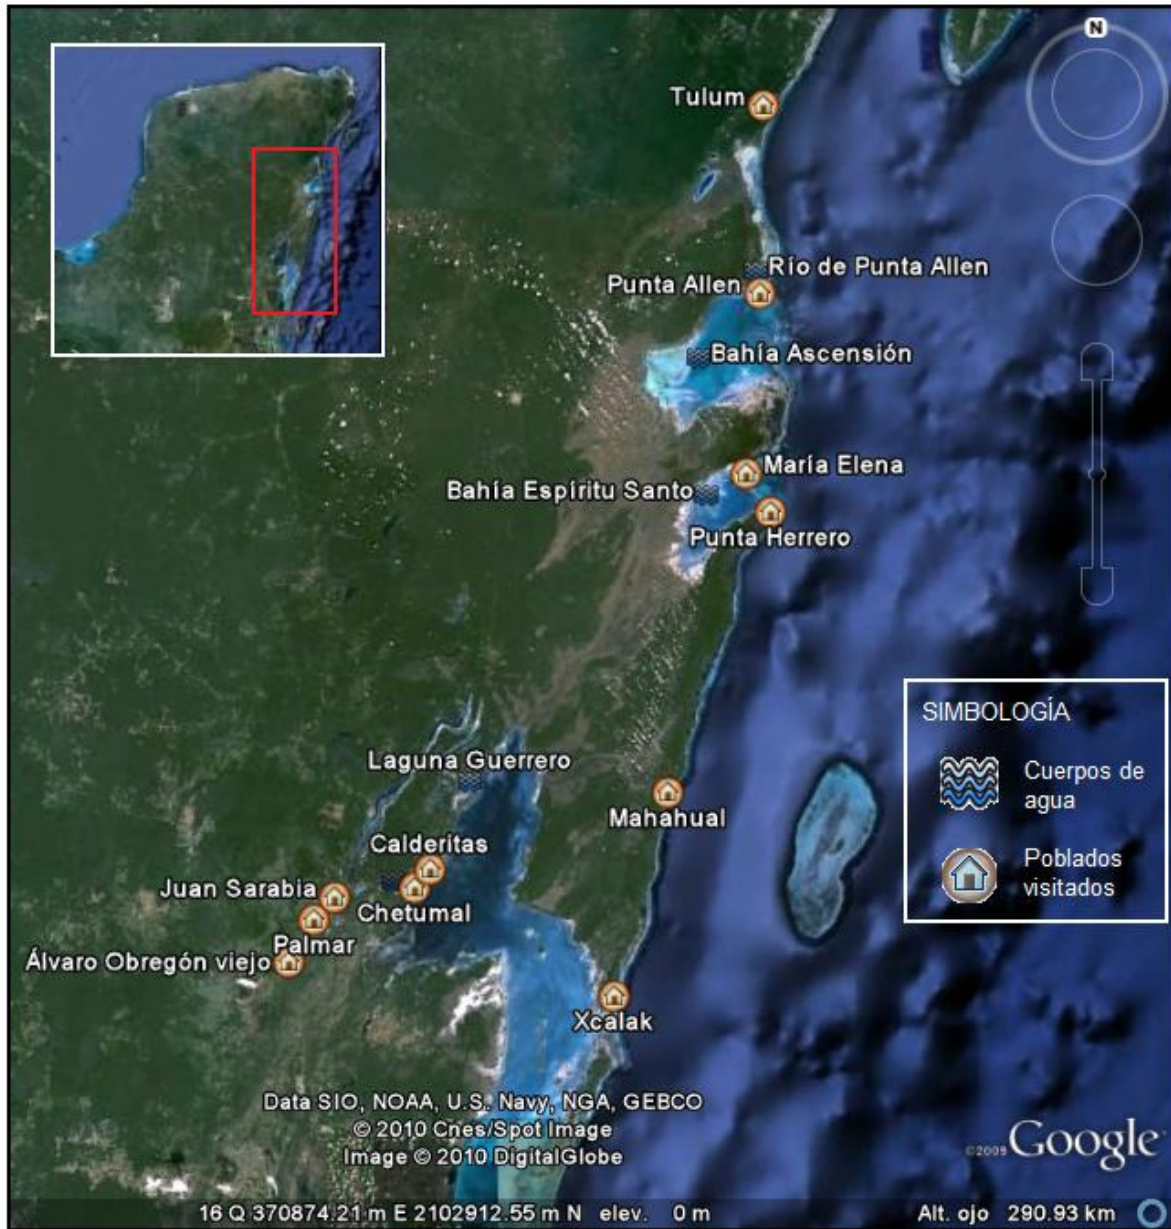 N
Tulum
Río de Punta Allen
Punta Allen
Bahía Ascensión
María Elena
Bahía Espíritu Santo
Punta Herrero
SIMBOLOGÍA
Cuerpos de
agua
Poblados
visitados
Laguna Guerrero
Mahahual
Calderitas
Juan Sarabia
Chetumal
Palmar
Álvaro Obregón viejo
Xcalak
Data SIO, NOAA, U.S. Navy, NGA, GEBCO
© 2010 Cnes/Spot Image
Image © 2010 DigitalGlobe
©2009 Google
16 Q 370874.21 m E 2102912.55 m N elev. 0 m Alt. ojo 290.93 km